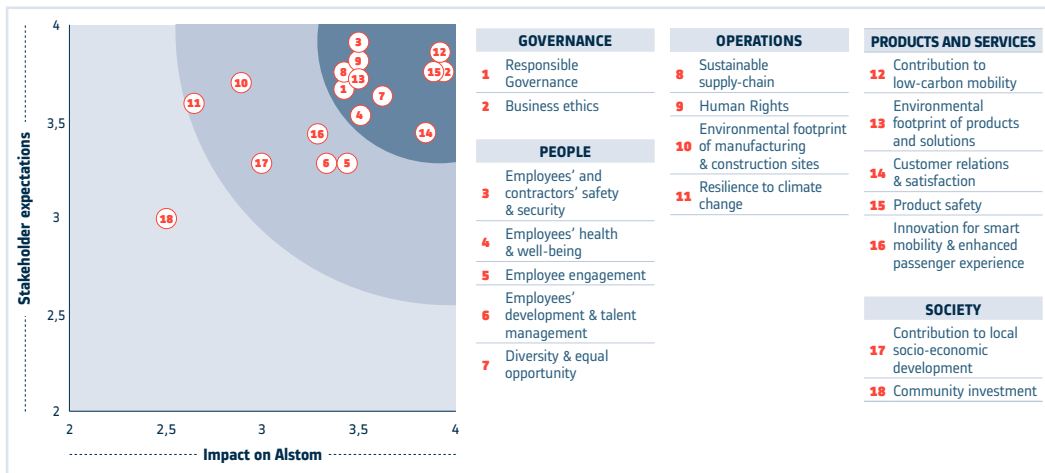 4
3,5
3
2,5
2
Stakeholder expectations
2
2,5
3
3,5
4
Impact on Alstom
3
12
9
8
13
15
2
10
1
7
11
4
16
14
17
6
5
18
GOVERNANCE
1 Responsible
Governance
2 Business ethics
PEOPLE
Employees’ and
3 contractors’ safety
& security
4 Employees’ health
& well-being
5 Employee engagement
Employees’
6 development & talent
management
7 Diversity & equal
opportunity
OPERATIONS
8 Sustainable
supply-chain
9 Human Rights
Environmental footprint
10 of manufacturing
& construction sites
11 Resilience to climate
change
PRODUCTS AND SERVICES
12 Contribution to
low-carbon mobility
Environmental
13 footprint of products
and solutions
14 Customer relations
& satisfaction
15 Product safety
Innovation for smart
16 mobility & enhanced
passenger experience
SOCIETY
Contribution to local
17 socio-economic
development
18 Community investment